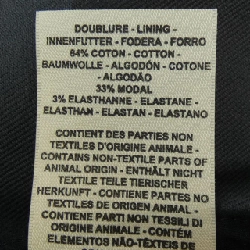 DOUBLURE - LINING -
INNENFUTTER - FODERA - FORRO
64% COTON - COTTON -
BAUMWOLLE - ALGODÓN - COTONE
- ALGODÃO
33% MODAL
3% ELASTHANNE - ELASTANE -
ELASTHAN - ELASTAN - ELASTANO
CONTIENT DES PARTIES NON
TEXTILES D'ORIGINE ANIMALE -
CONTAINS NON-TEXTILE PARTS OF
ANIMAL ORIGIN - ENTHÄLT NICHT
TEXTILE TEILE TIERISCHER
HERKUNFT - CONTIENE PARTES NO
TEXTILES DE ORIGEN ANIMAL -
CONTIENE PARTI NON TESSILI DI
ORIGINE ANIMALE - CONTÉM
ELEMENTOS NÃO-TÊXTEIS DE